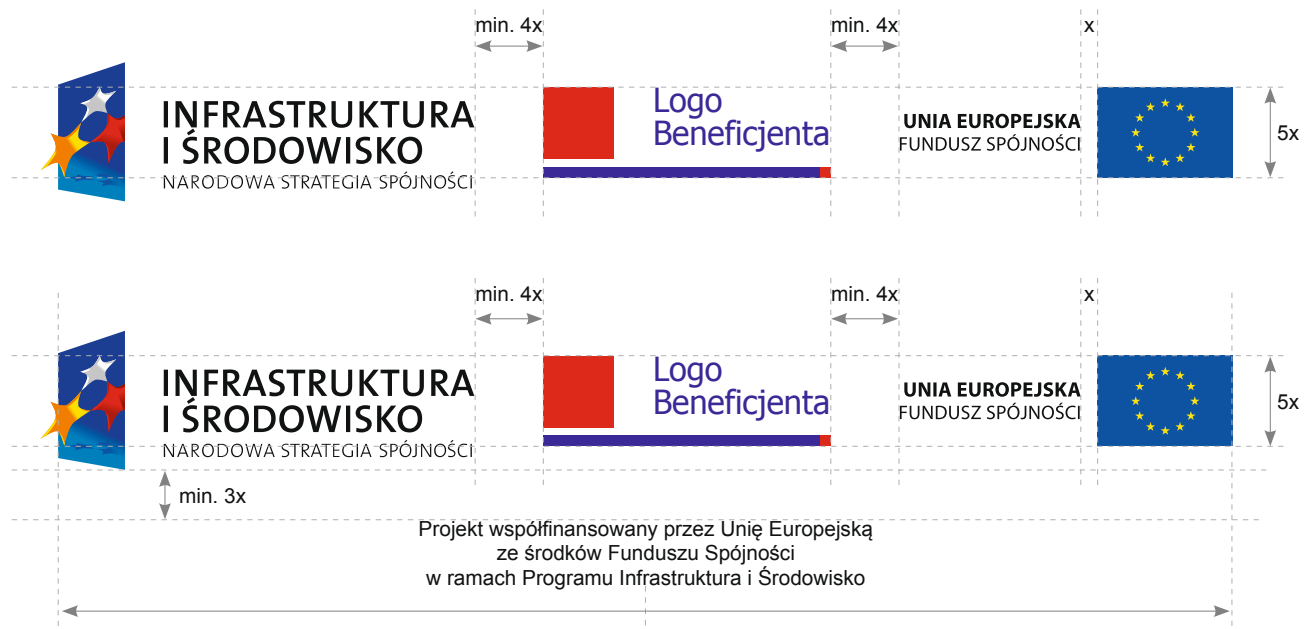 min. 4x
min. 4x
x
INFRASTRUKTURA
I ŚRODOWISKO
NARODOWA STRATEGIA SPÓJNOŚCI
Logo
Beneficjenta
UNIA EUROPEJSKA
FUNDUSZ SPÓJNOŚCI
5x
min. 4x
min. 4x
x
INFRASTRUKTURA
I ŚRODOWISKO
NARODOWA STRATEGIA SPÓJNOŚCI
Logo
Beneficjenta
UNIA EUROPEJSKA
FUNDUSZ SPÓJNOŚCI
5x
min. 3x
Projekt współfinansowany przez Unię Europejską
ze środków Funduszu Spójności
w ramach Programu Infrastruktura i Środowisko